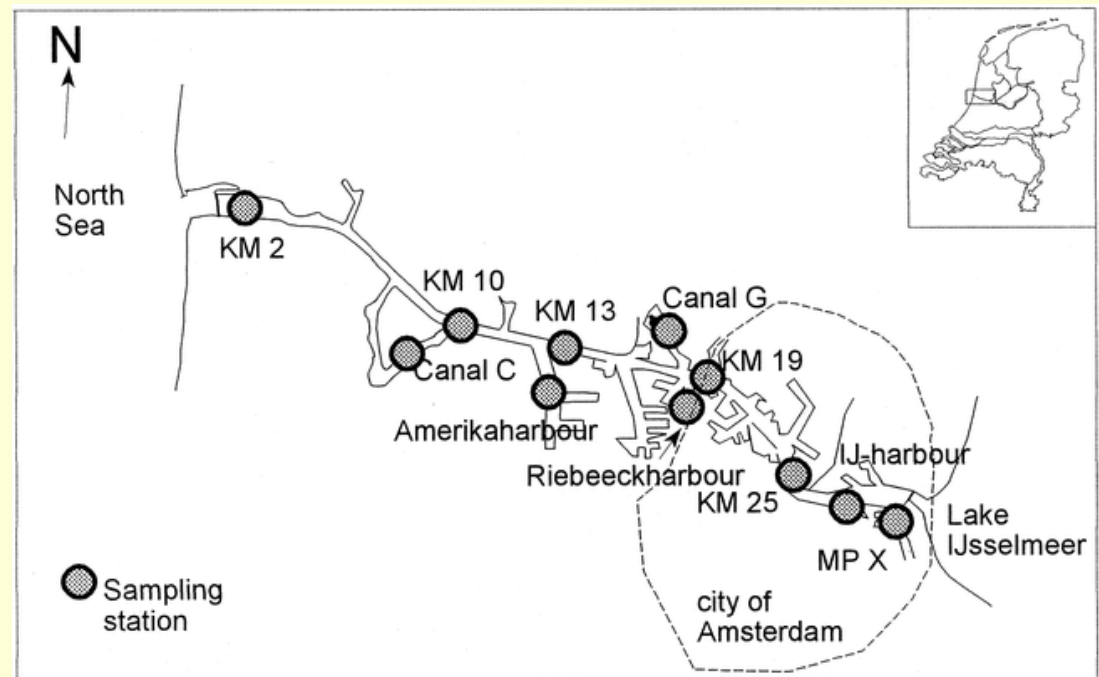 N
North
Sea
KM 2
KM 10
KM 13
Canal G
Canal C
KM 19
Amerikaharbour
Riebeeckharbour
IJ-harbour
KM 25
Lake
IJsselmeer
MP X
Sampling
station
city of
Amsterdam